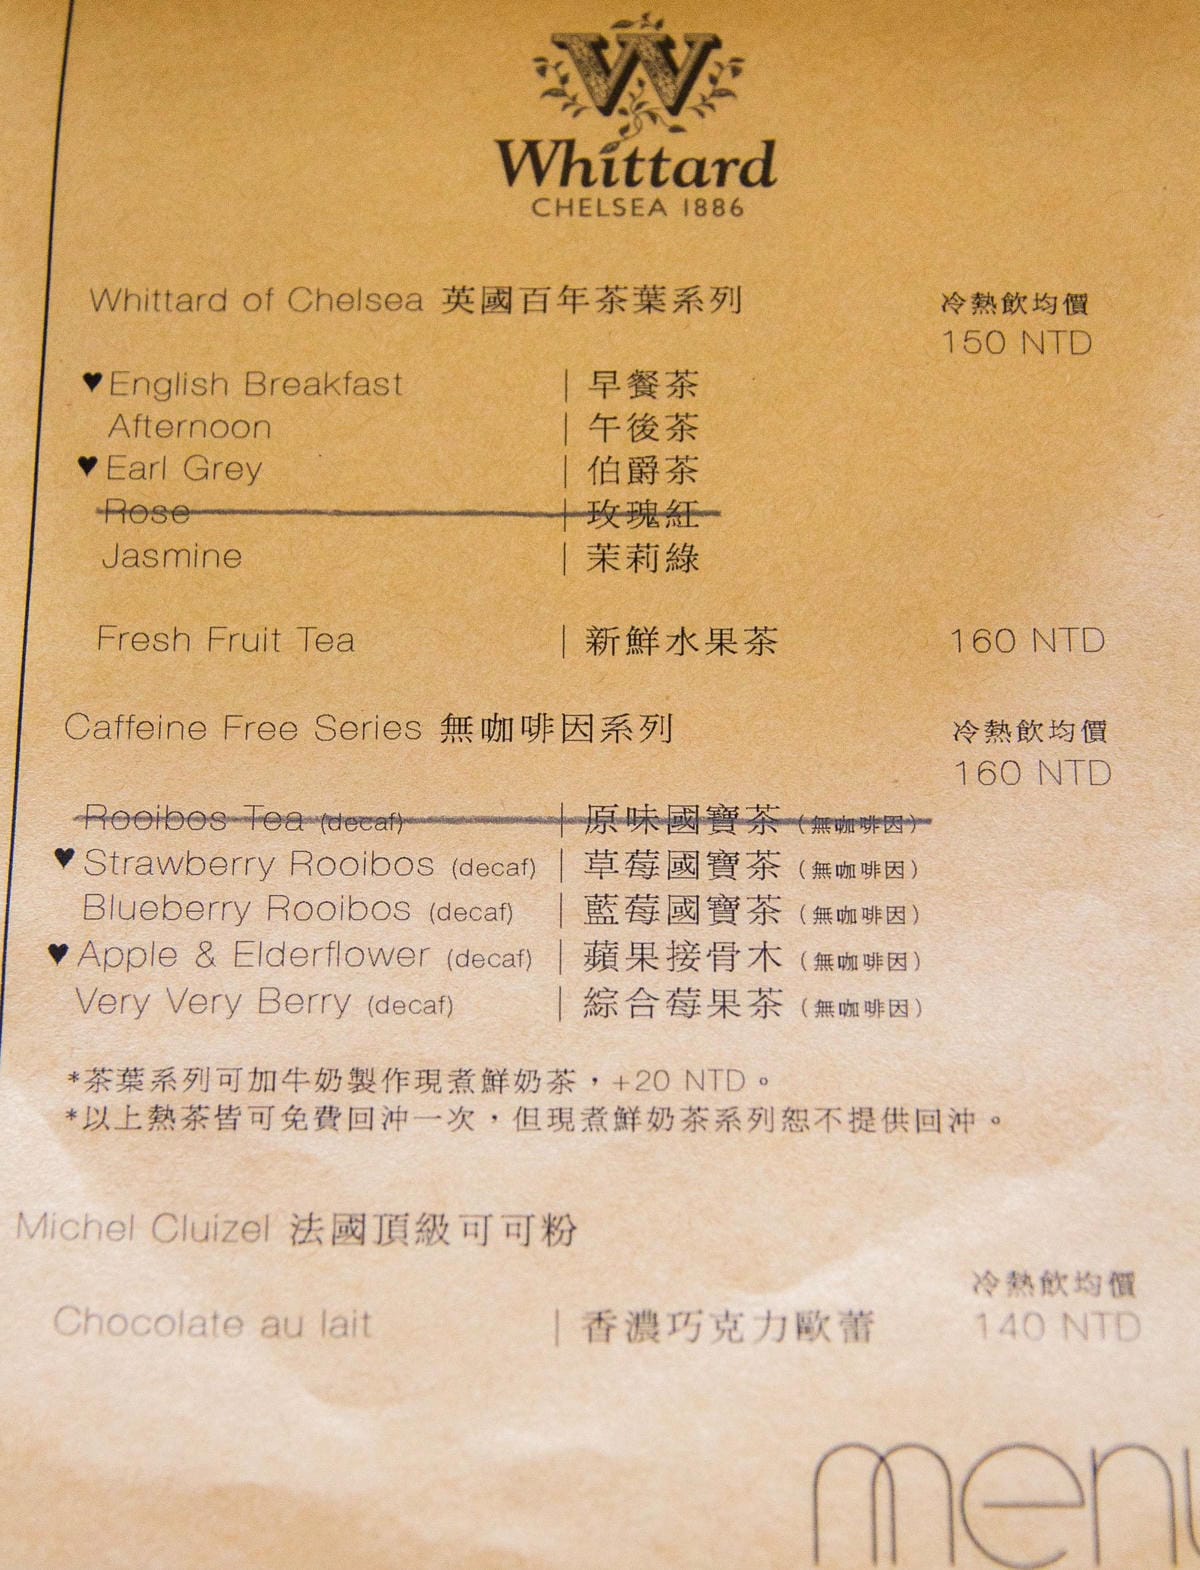 W
Whittard
CHELSEA 1886
Whittard of Chelsea 英國百年茶葉系列 冷熱飲均價
150 NTD
♥ English Breakfast | 早餐茶
Afternoon | 午後茶
♥ Earl Grey | 伯爵茶
Rose | 玫瑰紅
Jasmine | 茉莉綠
Fresh Fruit Tea | 新鮮水果茶 160 NTD
Caffeine Free Series 無咖啡因系列 冷熱飲均價
160 NTD
Rooibos Tea (decaf) | 原味國寶茶 (無咖啡因)
♥ Strawberry Rooibos (decaf) | 草莓國寶茶 (無咖啡因)
Blueberry Rooibos (decaf) | 藍莓國寶茶 (無咖啡因)
♥ Apple & Elderflower (decaf) | 蘋果接骨木 (無咖啡因)
Very Very Berry (decaf) | 綜合莓果茶 (無咖啡因)
*茶葉系列可加牛奶製作現煮鮮奶茶，+20 NTD。
*以上熱茶皆可免費回沖一次，但現煮鮮奶茶系列恕不提供回沖。
Michel Cluizel 法國頂級可可粉
冷熱飲均價
Chocolate au lait | 香濃巧克力歐蕾 140 NTD
menu